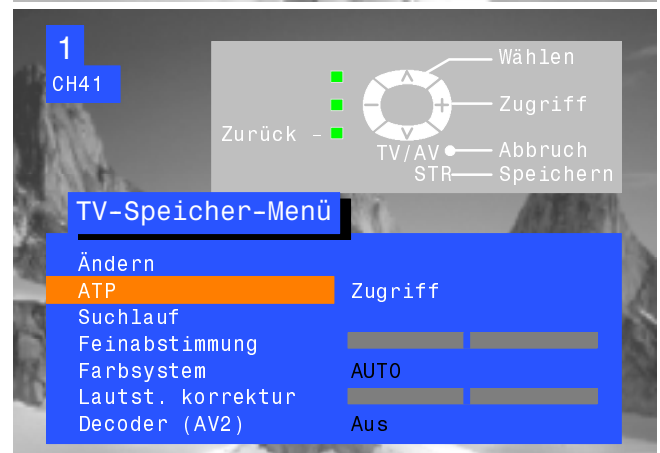 1
CH41
Wählen
Zugriff
Zurück –
TV/AV Abbruch
STR Speichern
TV-Speicher-Menü
Ändern
ATP Zugriff
Suchlauf
Feinabstimmung
Farbsystem AUTO
Lautst. korrektur
Decoder (AV2) Aus